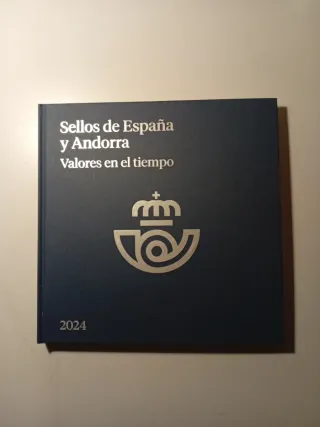 Sellos de España
y Andorra
Valores en el tiempo
2024